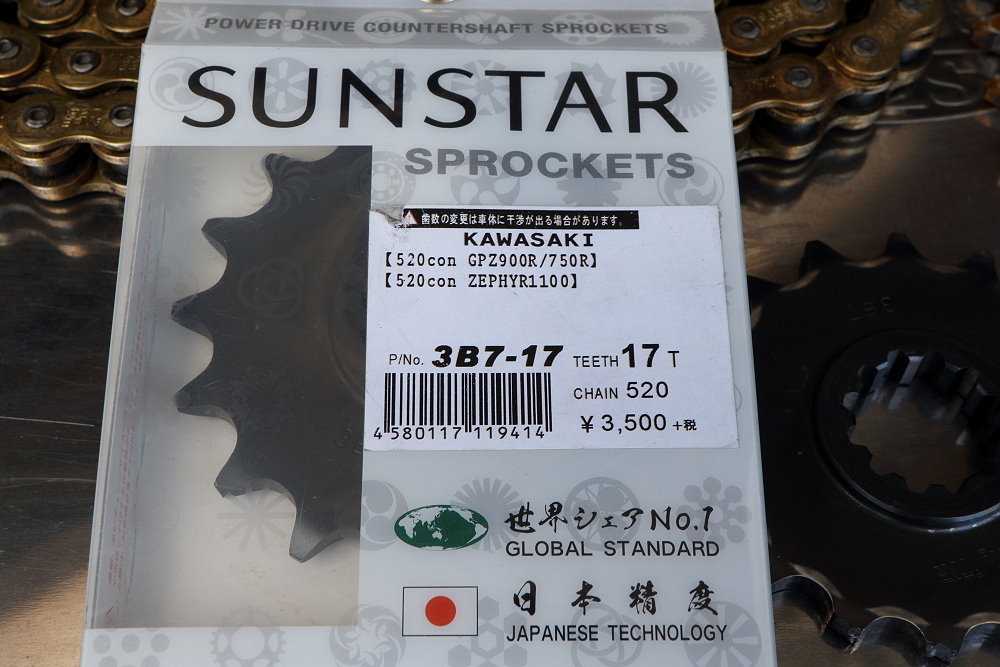 POWER DRIVE COUNTERSHAFT SPROCKETS
SUNSTAR
SPROCKETS
歯数の変更は車体に干渉が出る場合があります。
KAWASAKI
【520con GPZ900R/750R】
【520con ZEPHYR1100】
P/No. 3B7-17 TEETH 17 T
CHAIN 520
¥ 3,500 +税
4 580117 119414
世界シェアNo.1
GLOBAL STANDARD
日本精度
JAPANESE TECHNOLOGY